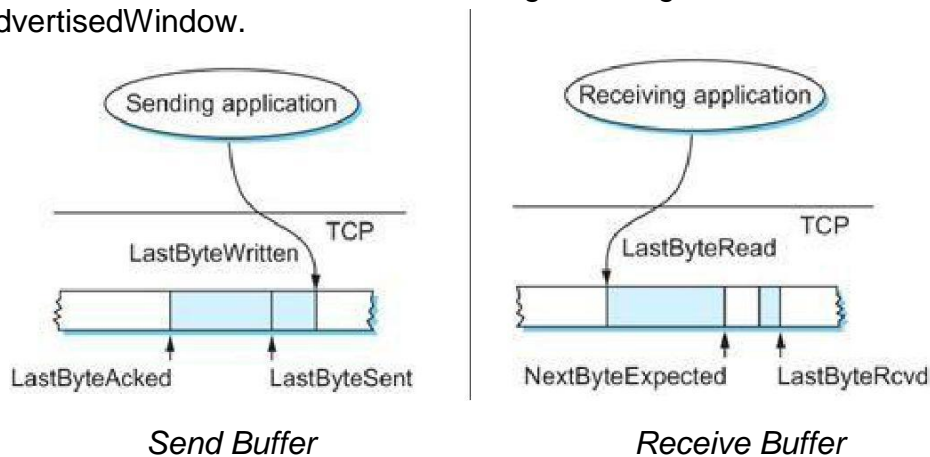 dvertisedWindow.
Sending application
TCP
LastByteWritten
LastByteAcked
LastByteSent
Send Buffer
Receiving application
TCP
LastByteRead
NextByteExpected
LastByteRcvd
Receive Buffer